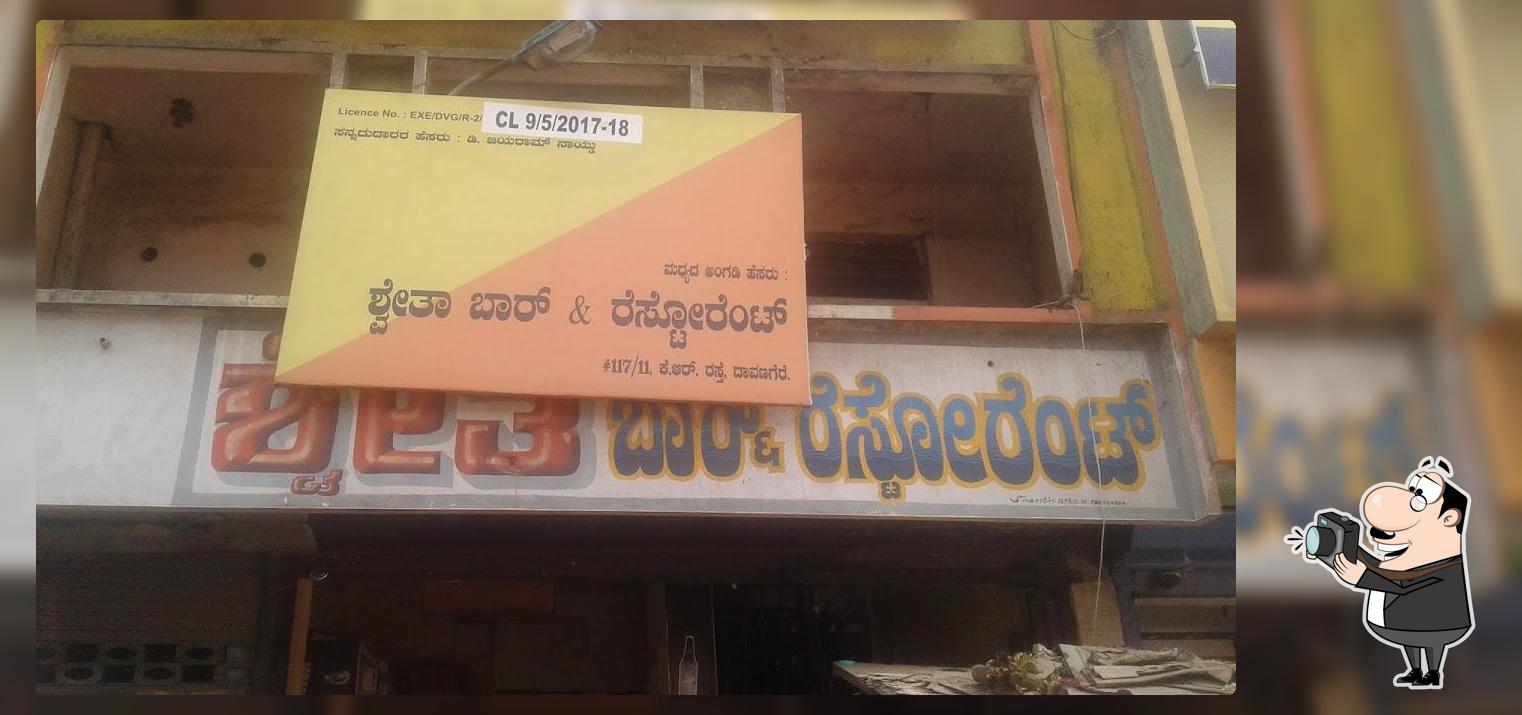 Licence No. : EXE/DVG/R-2/ CL 9/5/2017-18
ಸನ್ನದುದಾರರ ಹೆಸರು : ಡಿ. ಜಯರಾಮ್ ನಾಯ್ಡು
ಮಧ್ಯದ ಅಂಗಡಿ ಹೆಸರು :
ಶ್ವೇತಾ ಬಾರ್ & ರೆಸ್ಟೋರೆಂಟ್
#117/11, ಕೆ.ಆರ್. ರಸ್ತೆ, ದಾವಣಗೆರೆ.
ಶ್ವೇತ ಬಾರ್ & ರೆಸ್ಟೋರೆಂಟ್